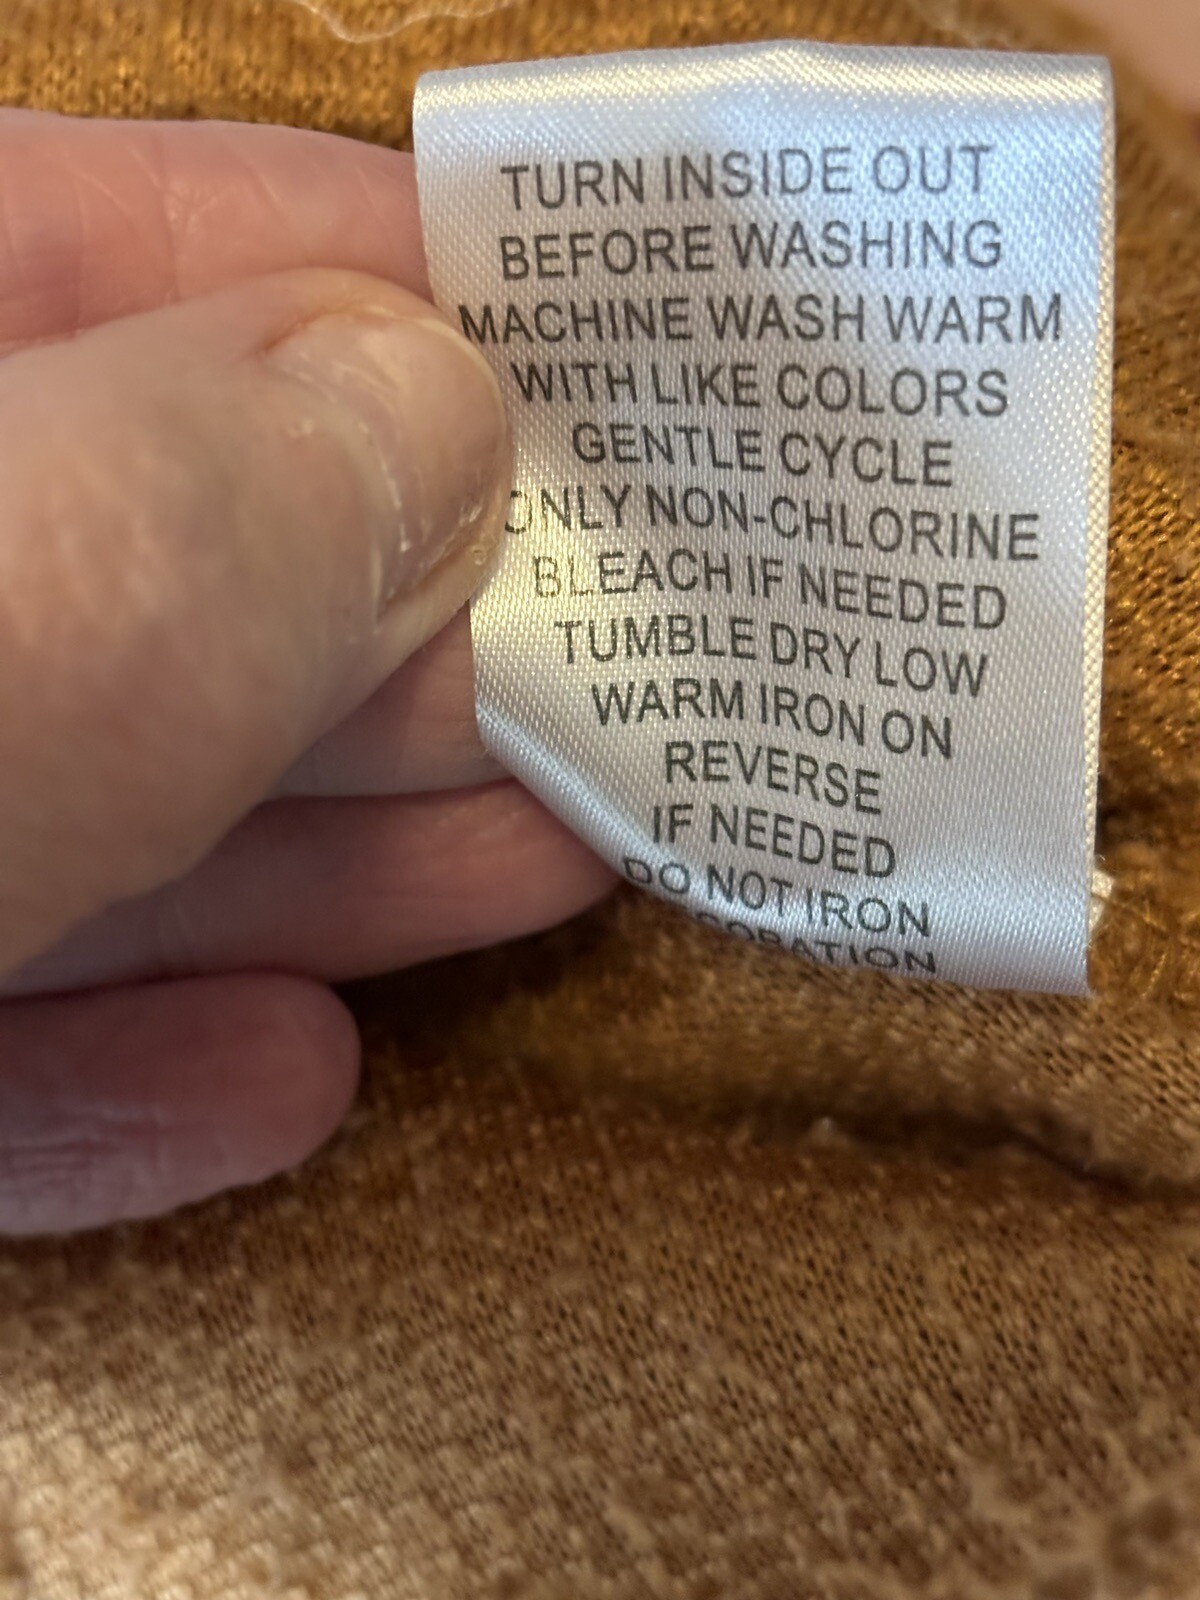 TURN INSIDE OUT
BEFORE WASHING
MACHINE WASH WARM
WITH LIKE COLORS
GENTLE CYCLE
ONLY NON-CHLORINE
BLEACH IF NEEDED
TUMBLE DRY LOW
WARM IRON ON
REVERSE
IF NEEDED
DO NOT IRON